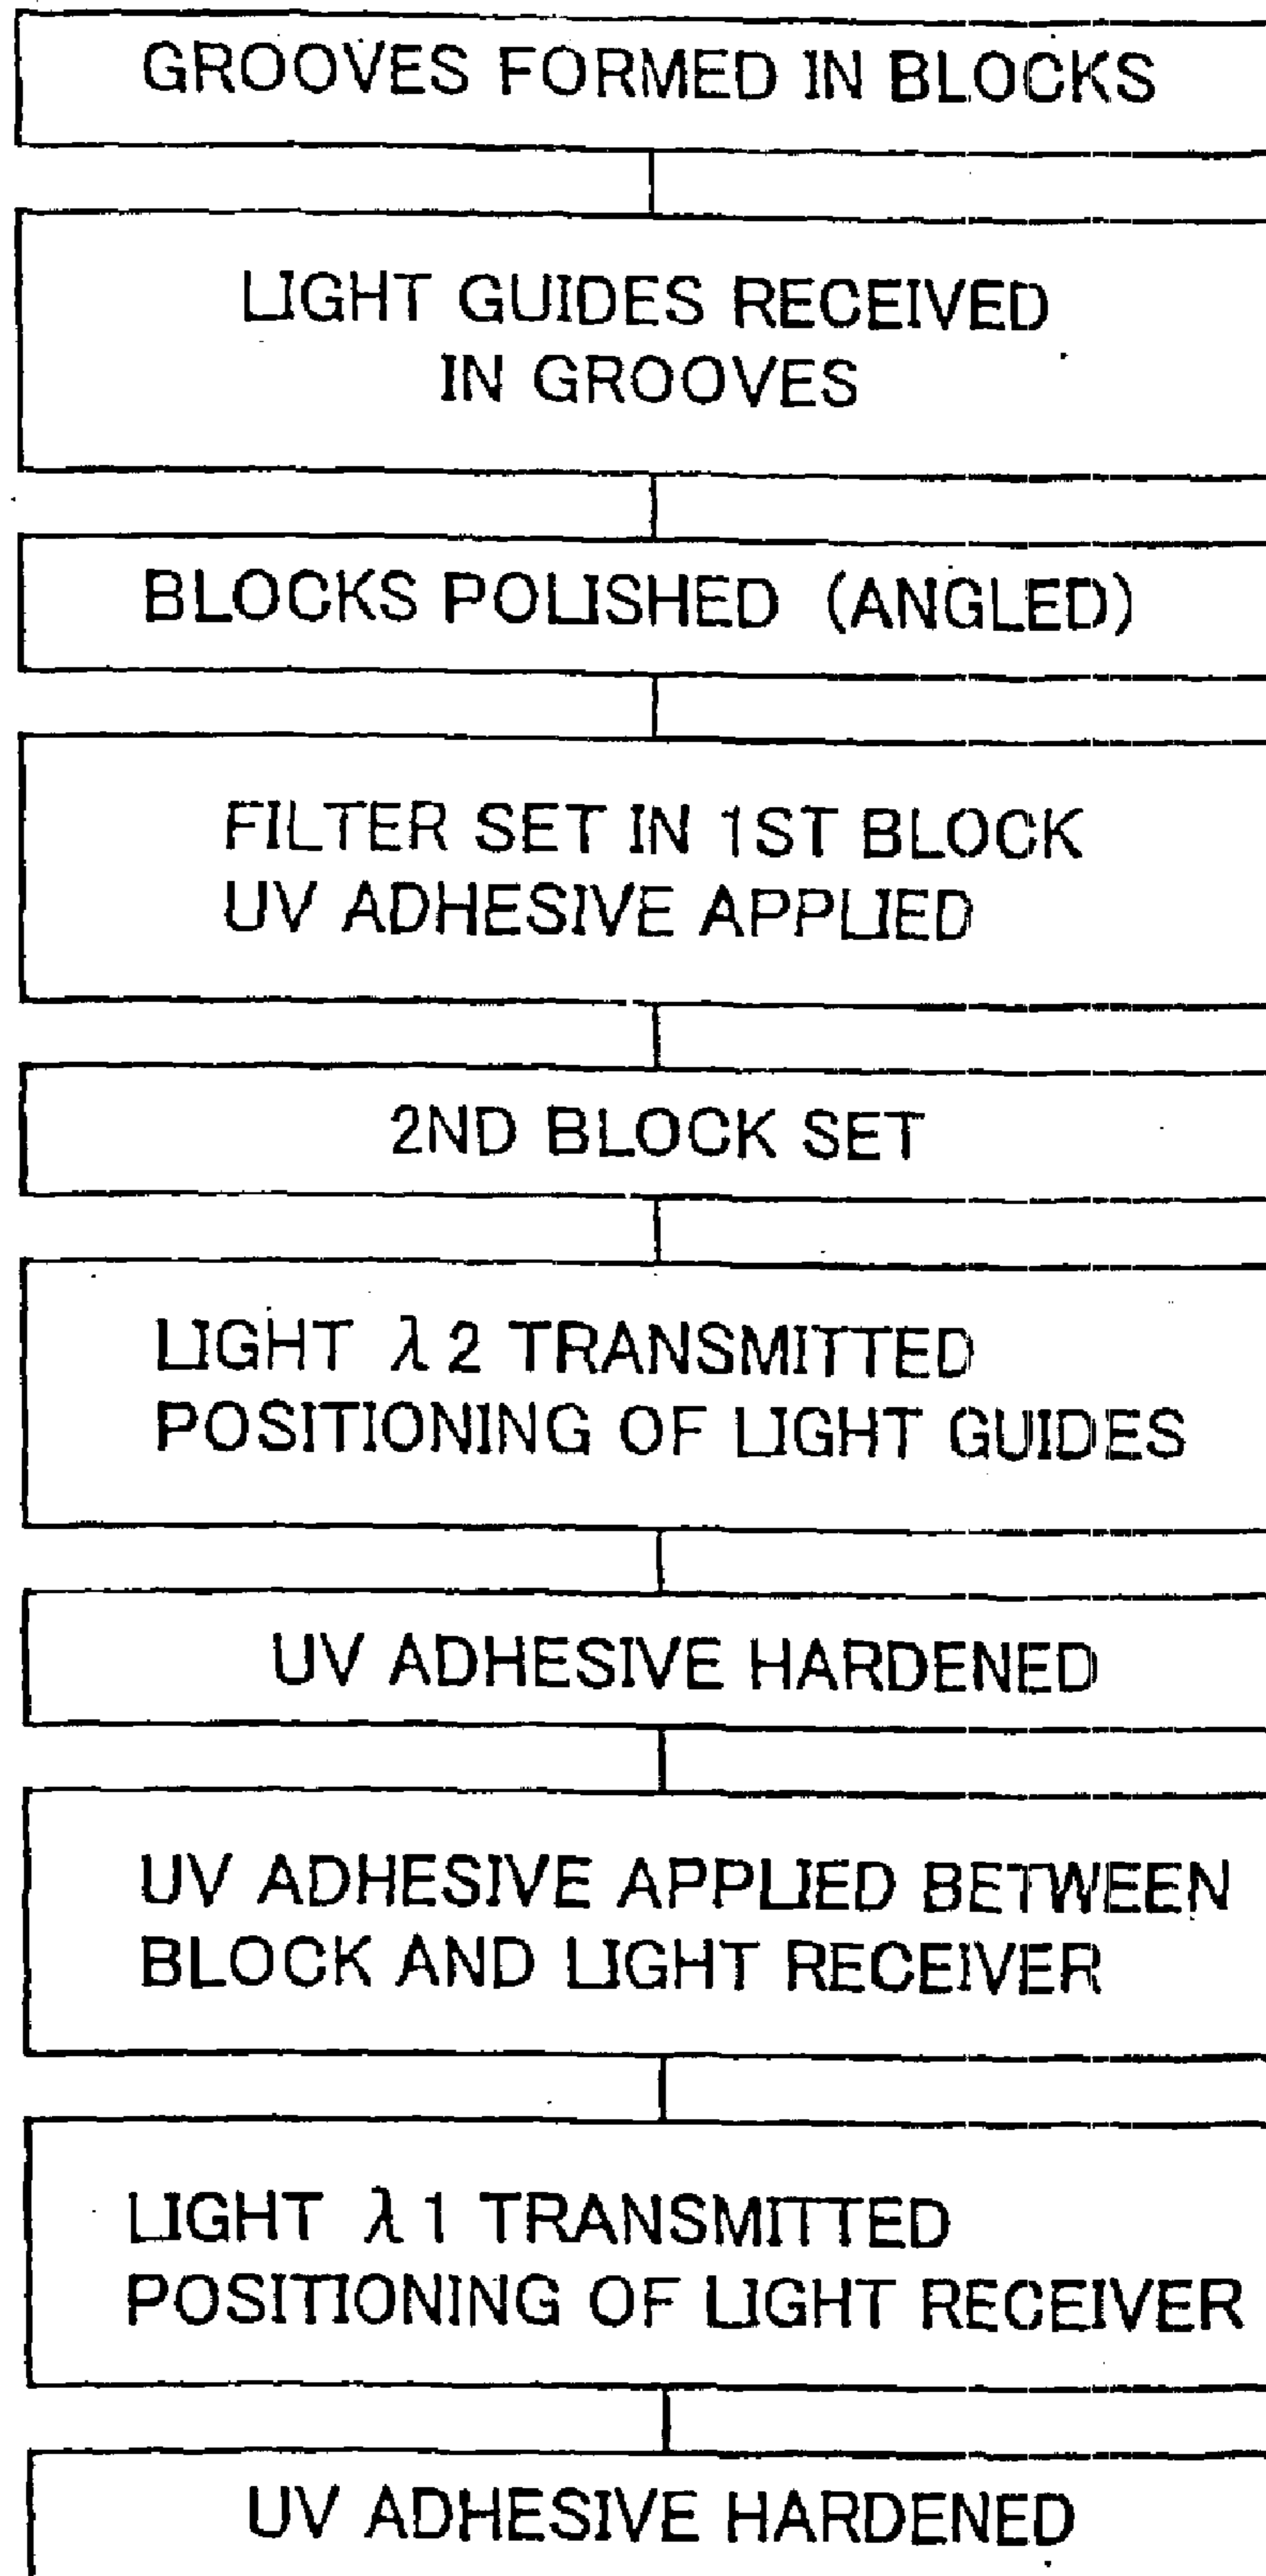 GROOVES FORMED IN BLOCKS
LIGHT GUIDES RECEIVED
IN GROOVES
BLOCKS POLISHED (ANGLED)
FILTER SET IN 1ST BLOCK
UV ADHESIVE APPLIED
2ND BLOCK SET
LIGHT λ2 TRANSMITTED
POSITIONING OF LIGHT GUIDES
UV ADHESIVE HARDENED
UV ADHESIVE APPLIED BETWEEN
BLOCK AND LIGHT RECEIVER
LIGHT λ1 TRANSMITTED
POSITIONING OF LIGHT RECEIVER
UV ADHESIVE HARDENED